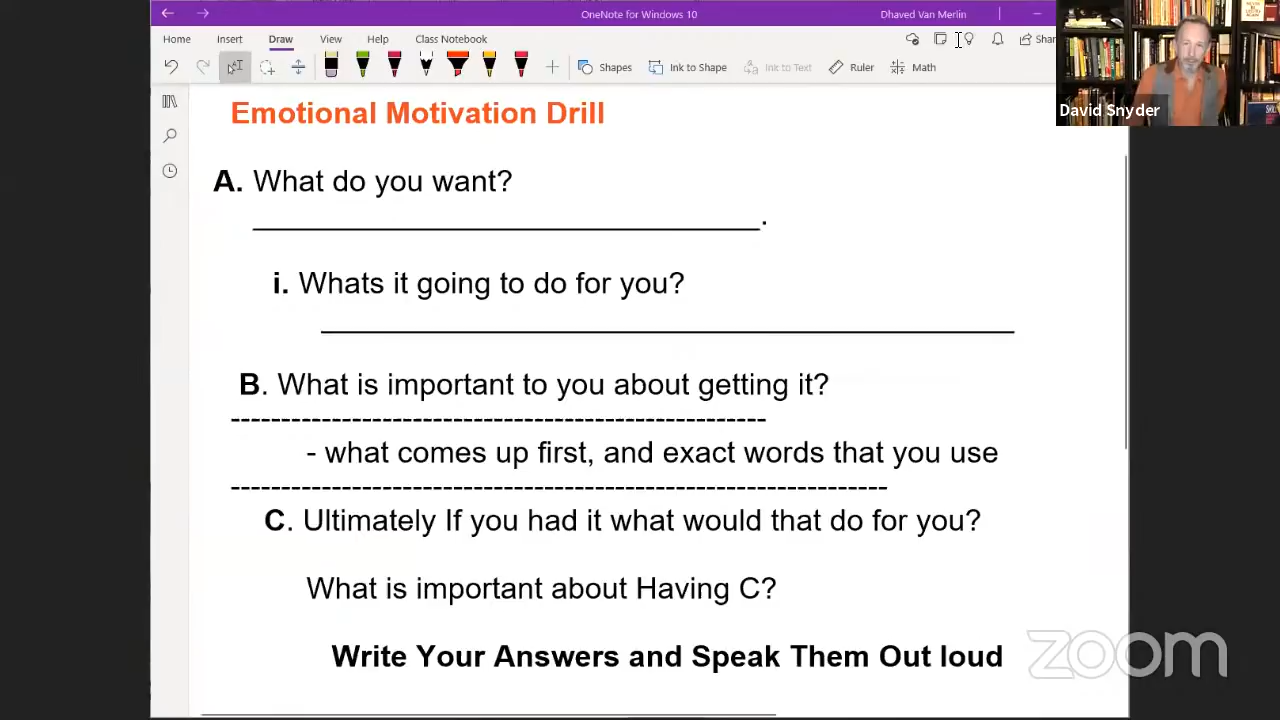 OneNote for Windows 10
Dhaved Van Merlin
Home Insert Draw View Help Class Notebook
Shar
Shapes Ink to Shape Ink to Text Ruler Math
David Snyder
Emotional Motivation Drill
A. What do you want?
______________________________.
i. Whats it going to do for you?
B. What is important to you about getting it?
- what comes up first, and exact words that you use
C. Ultimately If you had it what would that do for you?
What is important about Having C?
Write Your Answers and Speak Them Out loud
zoom